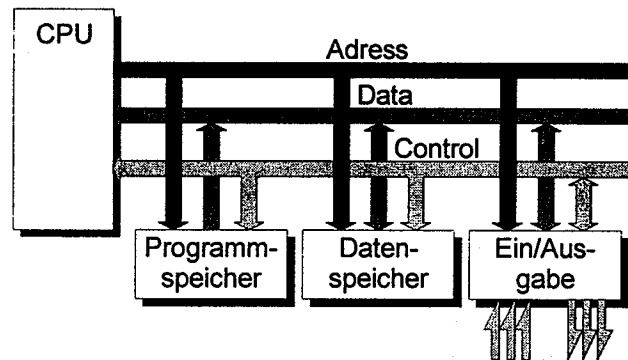 CPU
Adress
Data
Control
Programm-
speicher
Daten-
speicher
Ein/Aus-
gabe